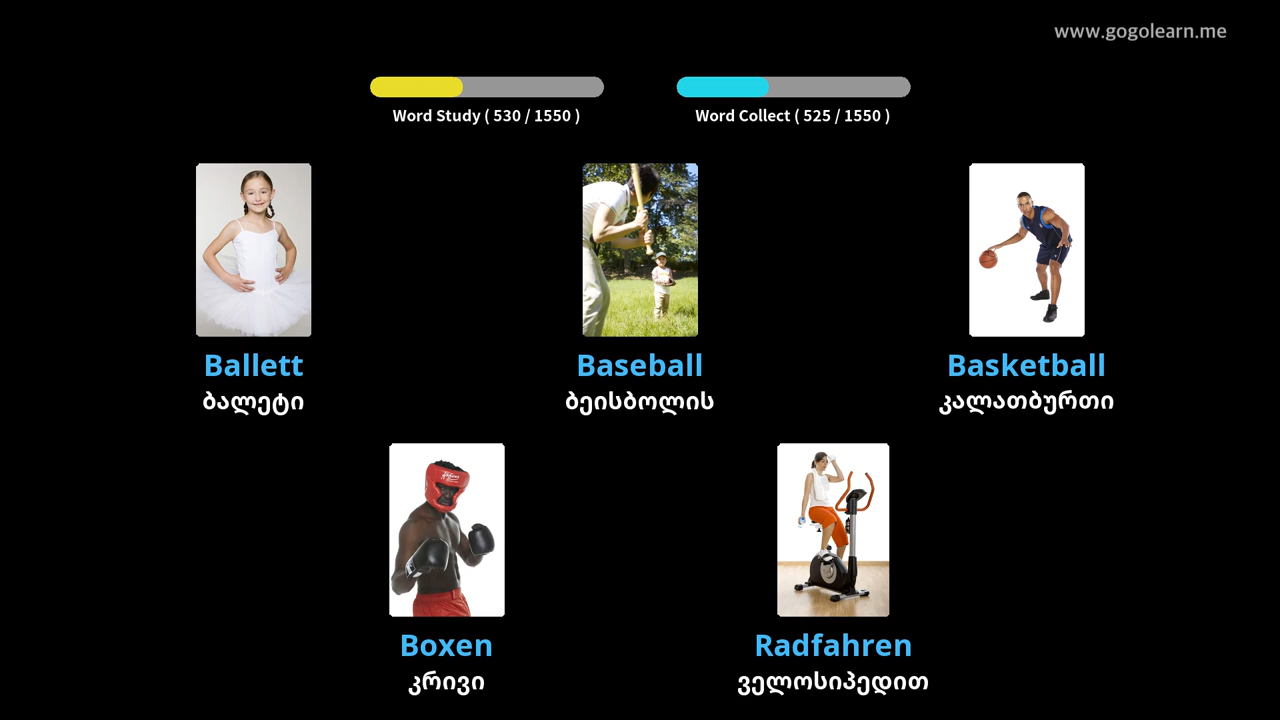 www.gogolearn.me
Word Study ( 530 / 1550 )
Word Collect ( 525 / 1550 )
Ballett
ბალეტი
Baseball
ბეისბოლის
Basketball
კალათბურთი
Boxen
კრივი
Radfahren
ველოსიპედით